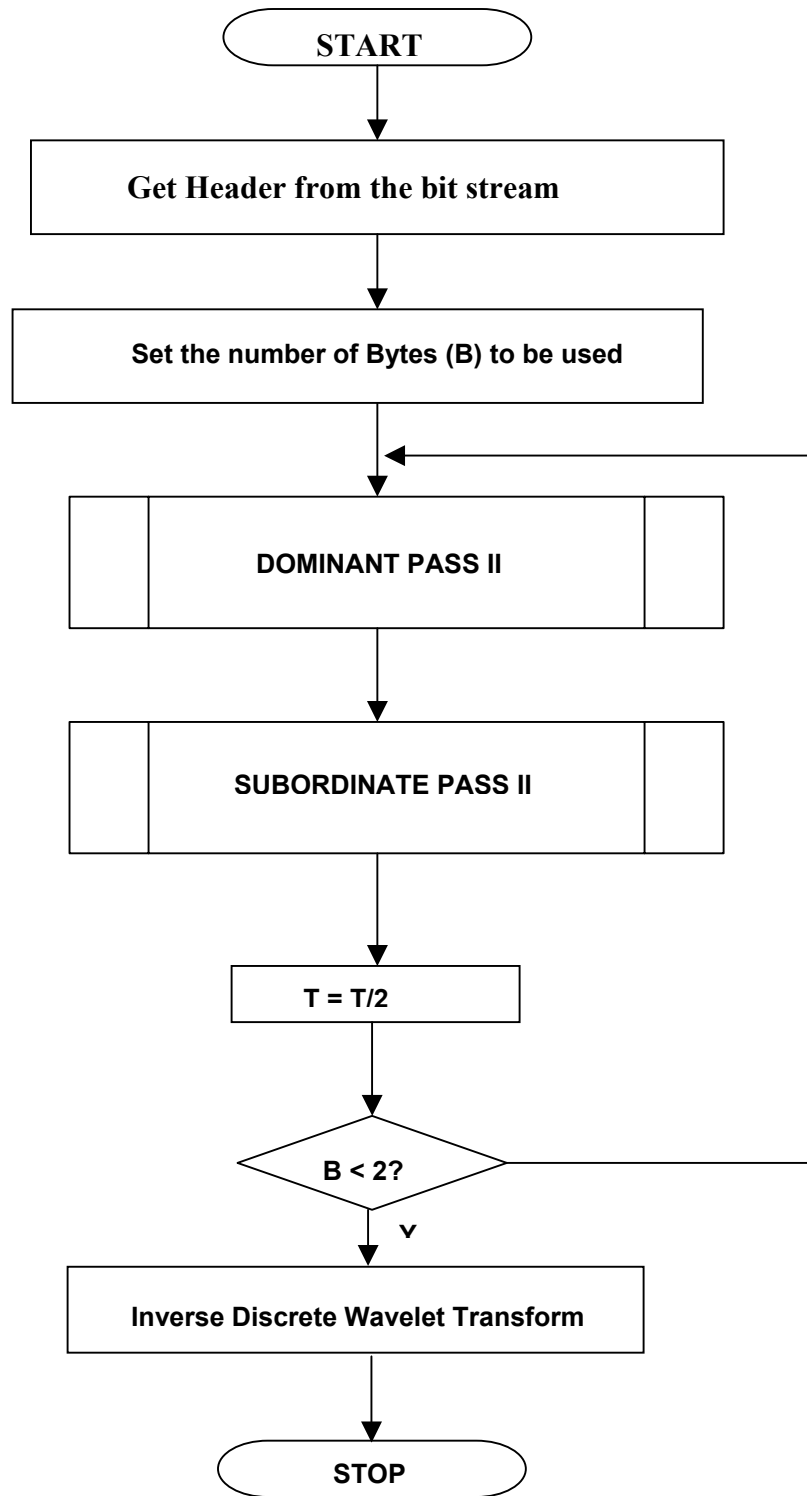 START
Get Header from the bit stream
Set the number of Bytes (B) to be used
DOMINANT PASS II
SUBORDINATE PASS II
T = T/2
B < 2?
Y
Inverse Discrete Wavelet Transform
STOP